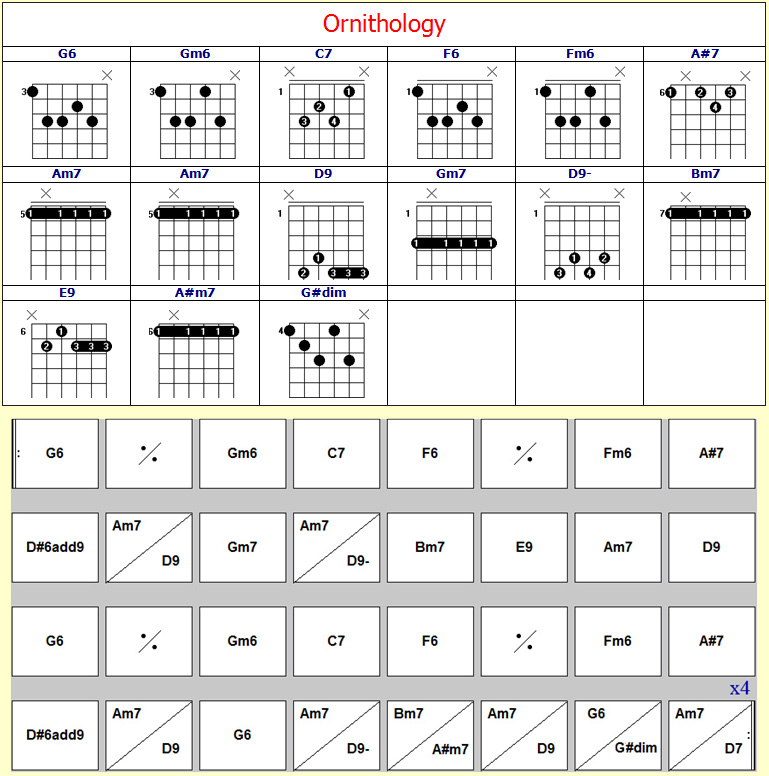 Ornithology
G6 Gm6 C7 F6 Fm6 A#7
3 3 1 1 1 6
1 2 3 4 1 2 3 4
Am7 Am7 D9 Gm7 D9- Bm7
5 1 1 1 1 1 5 1 1 1 1 1 1 1 2 3 3 3 1 1 1 1 1 1 1 1 2 3 4 7 1 1 1 1 1
E9 A#m7 G#dim
6 1 2 3 3 3 6 1 1 1 1 1 4
: G6 Gm6 C7 F6 Fm6 A#7
D#6add9 Am7 D9 Gm7 Am7 D9- Bm7 E9 Am7 D9
G6 Gm6 C7 F6 Fm6 A#7
x4
D#6add9 Am7 D9 G6 Am7 D9- Bm7 A#m7 Am7 D9 G6 G#dim Am7 D7 :